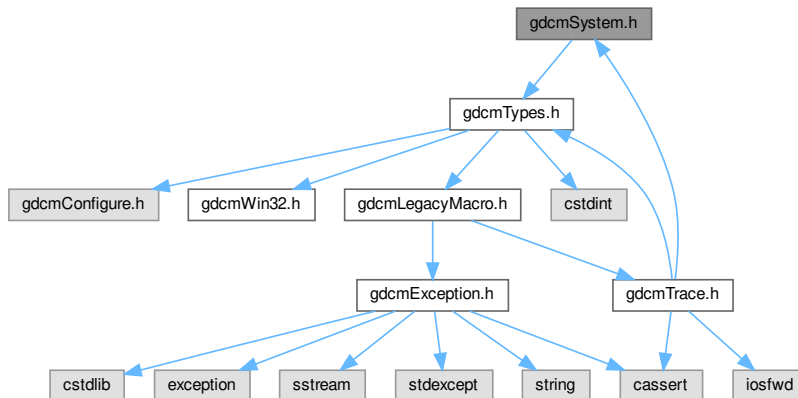 gdcmSystem.h
gdcmTypes.h
gdcmConfigure.h
gdcmWin32.h
gdcmLegacyMacro.h
cstdint
gdcmException.h
gdcmTrace.h
cstdlib
exception
sstream
stdexcept
string
cassert
iosfwd